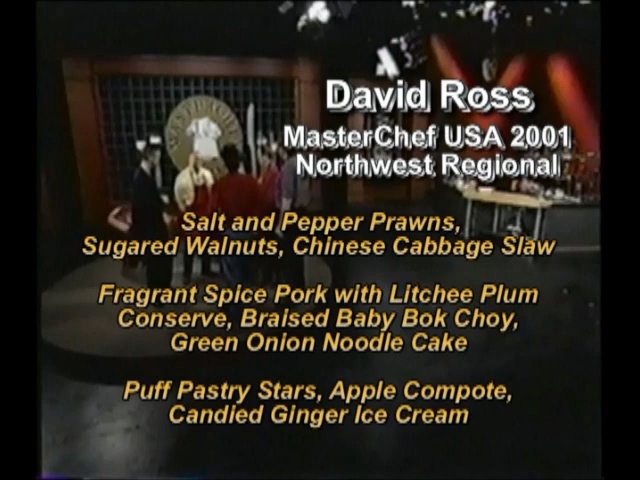 David Ross
MasterChef USA 2001
Northwest Regional
Salt and Pepper Prawns,
Sugared Walnuts, Chinese Cabbage Slaw
Fragrant Spice Pork with Litchee Plum
Conserve, Braised Baby Bok Choy,
Green Onion Noodle Cake
Puff Pastry Stars, Apple Compote,
Candied Ginger Ice Cream